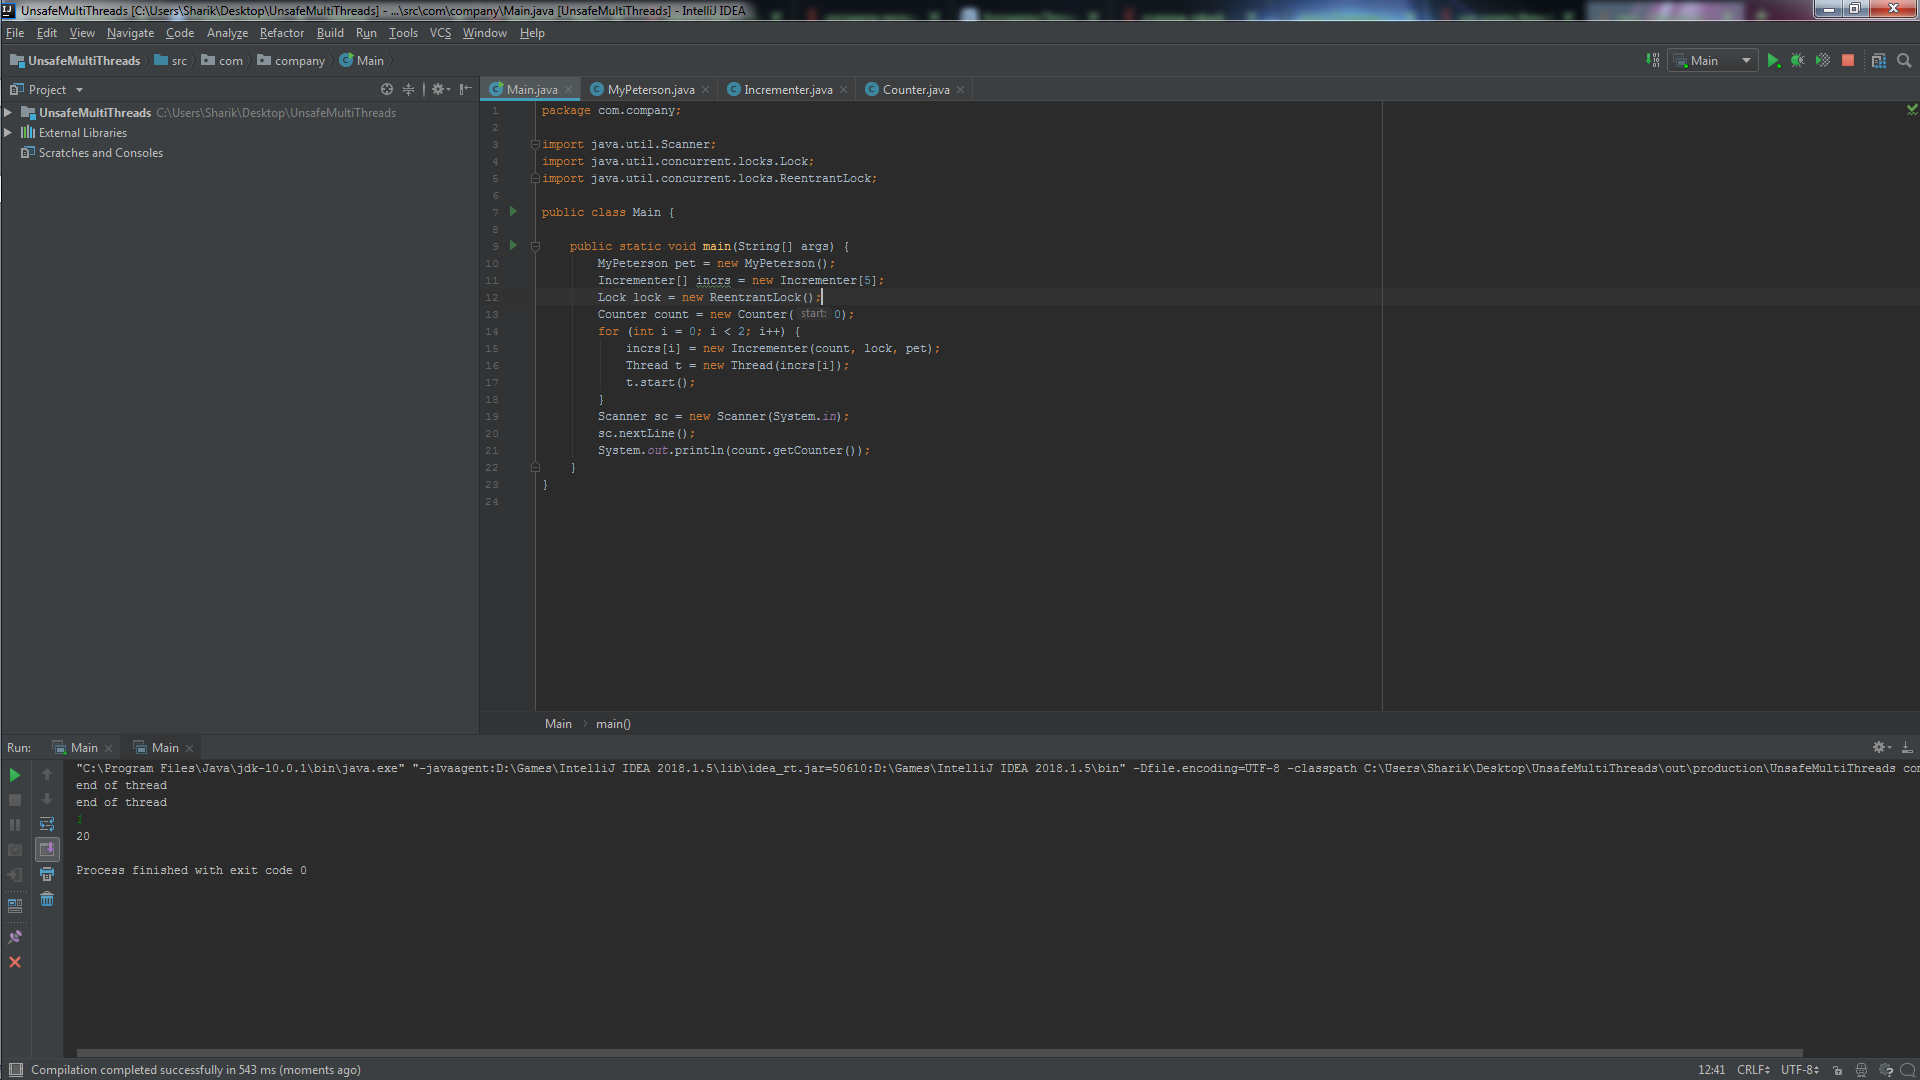 UnsafeMultiThreads [C:\Users\Sharik\Desktop\UnsafeMultiThreads] - ...\src\com\company\Main.java [UnsafeMultiThreads] - IntelliJ IDEA
File Edit View Navigate Code Analyze Refactor Build Run Tools VCS Window Help
UnsafeMultiThreads src com company Main
Main
Project
Main.java MyPeterson.java Incrementer.java Counter.java
UnsafeMultiThreads C:\Users\Sharik\Desktop\UnsafeMultiThreads
External Libraries
Scratches and Consoles
1 package com.company;
2
3 import java.util.Scanner;
4 import java.util.concurrent.locks.Lock;
5 import java.util.concurrent.locks.ReentrantLock;
6
7 public class Main {
8
9 public static void main(String[] args) {
10 MyPeterson pet = new MyPeterson();
11 Incrementer[] incrs = new Incrementer[5];
12 Lock lock = new ReentrantLock();
13 Counter count = new Counter( start: 0);
14 for (int i = 0; i < 2; i++) {
15 incrs[i] = new Incrementer(count, lock, pet);
16 Thread t = new Thread(incrs[i]);
17 t.start();
18 }
19 Scanner sc = new Scanner(System.in);
20 sc.nextLine();
21 System.out.println(count.getCounter());
22 }
23 }
24
Main main()
Run: Main Main
"C:\Program Files\Java\jdk-10.0.1\bin\java.exe" "-javaagent:D:\Games\IntelliJ IDEA 2018.1.5\lib\idea_rt.jar=50610:D:\Games\IntelliJ IDEA 2018.1.5\bin" -Dfile.encoding=UTF-8 -classpath C:\Users\Sharik\Desktop\UnsafeMultiThreads\out\production\UnsafeMultiThreads co
end of thread
end of thread
1
20
Process finished with exit code 0
Compilation completed successfully in 543 ms (moments ago)
12:41 CRLF UTF-8